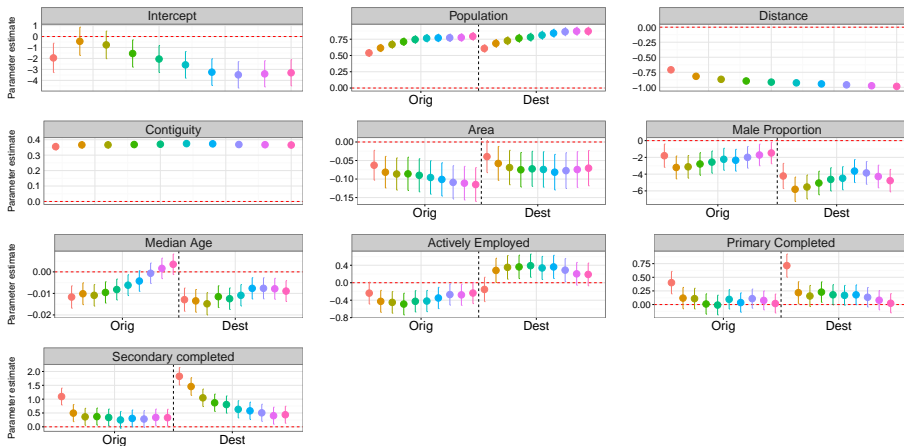 Intercept
Population
Distance
Parameter estimate
1
0
−1
−2
−3
−4
0.75
0.50
0.25
0.00
0.00
−0.25
−0.50
−0.75
−1.00
Orig
Dest
Contiguity
Area
Male Proportion
Parameter estimate
0.4
0.3
0.2
0.1
0.0
0.00
−0.05
−0.10
−0.15
0
−2
−4
−6
Orig
Dest
Orig
Dest
Median Age
Actively Employed
Primary Completed
Parameter estimate
0.00
−0.01
−0.02
0.4
0.0
−0.4
−0.8
0.75
0.50
0.25
0.00
Orig
Dest
Orig
Dest
Orig
Dest
Secondary completed
Parameter estimate
2.0
1.5
1.0
0.5
0.0
Orig
Dest